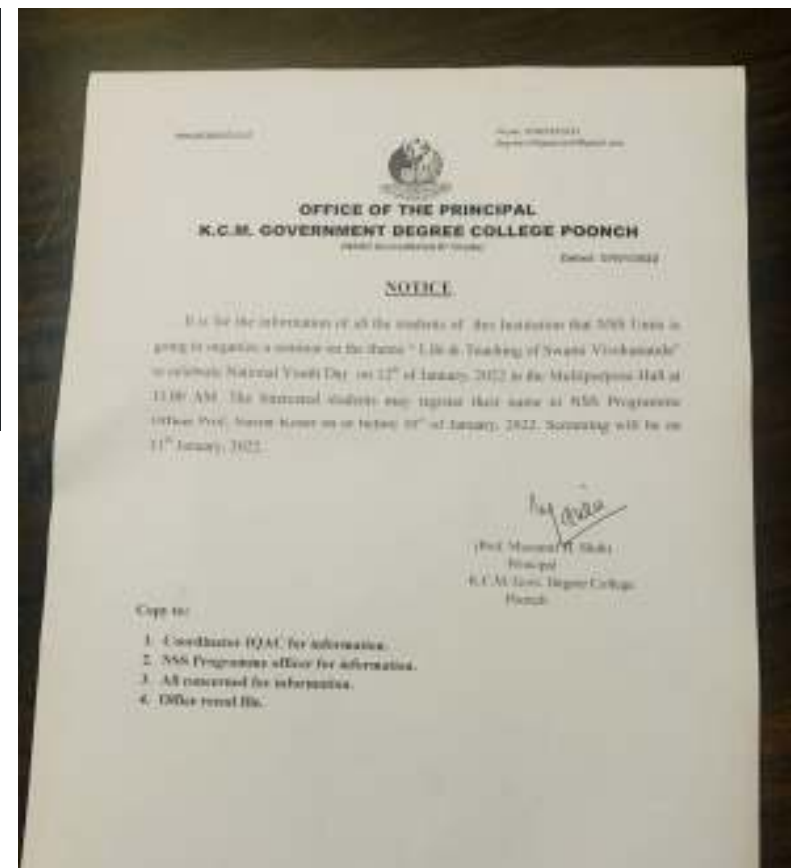 OFFICE OF THE PRINCIPAL
K.C.M. GOVERNMENT DEGREE COLLEGE POONCH
Dated:
NOTICE
It is for the information of all the students of this Institution that NSS Units is
going to organize a seminar on the theme " Life & Teaching of Swami Vivekananda"
to celebrate National Youth Day on 12th of January, 2022 in the Multipurpose Hall at
11:00 AM. The Interested students may register their name to NSS Programme
Officer Prof. on or before 10th of January, 2022. Screening will be on
11th January, 2022.
(Prof.
Principal
K.C.M. Govt. Degree College
Poonch
Copy to:
1. Coordinator IQAC for information.
2. NSS Programme officer for information.
3. All concerned for information.
4. Office file.